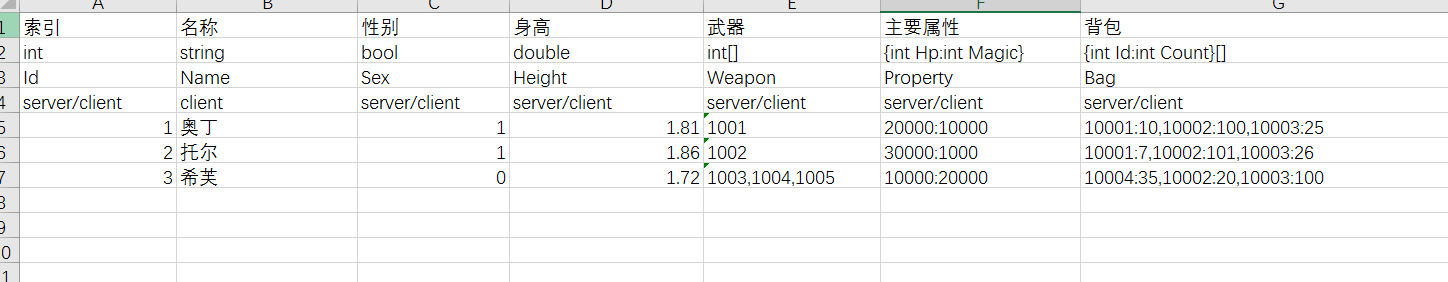 A B C D E F G
1 索引 名称 性别 身高 武器 主要属性 背包
2 int string bool double int[] {int Hp:int Magic} {int Id:int Count}[]
3 Id Name Sex Height Weapon Property Bag
4 server/client client server/client server/client server/client server/client server/client
5 1 奥丁 1 1.81 1001 20000:10000 10001:10,10002:100,10003:25
6 2 托尔 1 1.86 1002 30000:1000 10001:7,10002:101,10003:26
7 3 希芙 0 1.72 1003,1004,1005 10000:20000 10004:35,10002:20,10003:100
8
9
0
1